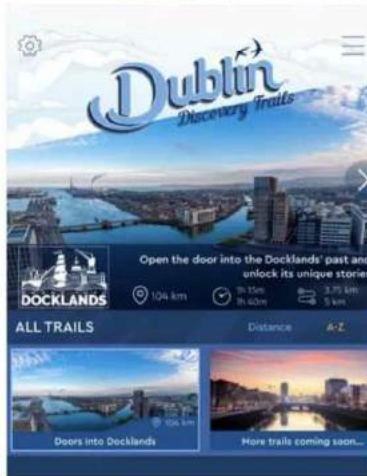 Dublin
Discovery Trails
Open the door into the Docklands' past and
unlock its unique stories
DOCKLANDS
104 km
1h 15m
1h 40m
3.75 km
5 km
ALL TRAILS
Distance
A-Z
104 km
Doors Into Docklands
More trails coming soon...